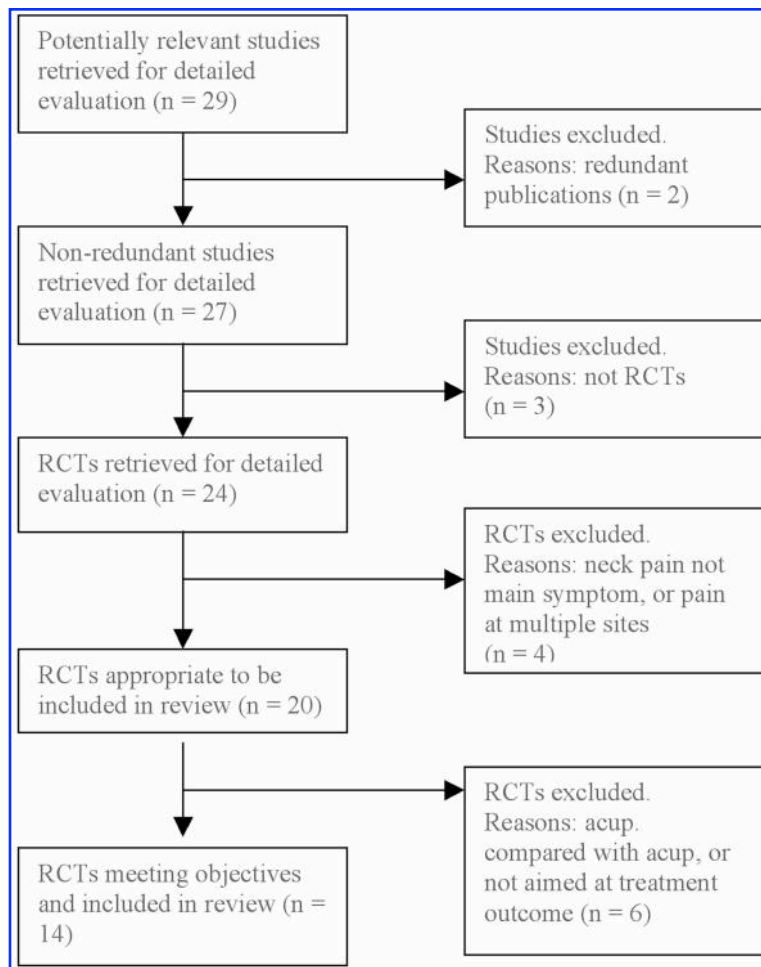 Potentially relevant studies
retrieved for detailed
evaluation (n = 29)
Studies excluded.
Reasons: redundant
publications (n = 2)
Non-redundant studies
retrieved for detailed
evaluation (n = 27)
Studies excluded.
Reasons: not RCTs
(n = 3)
RCTs retrieved for detailed
evaluation (n = 24)
RCTs excluded.
Reasons: neck pain not
main symptom, or pain
at multiple sites
(n = 4)
RCTs appropriate to be
included in review (n = 20)
RCTs excluded.
Reasons: acup.
compared with acup, or
not aimed at treatment
outcome (n = 6)
RCTs meeting objectives
and included in review (n =
14)